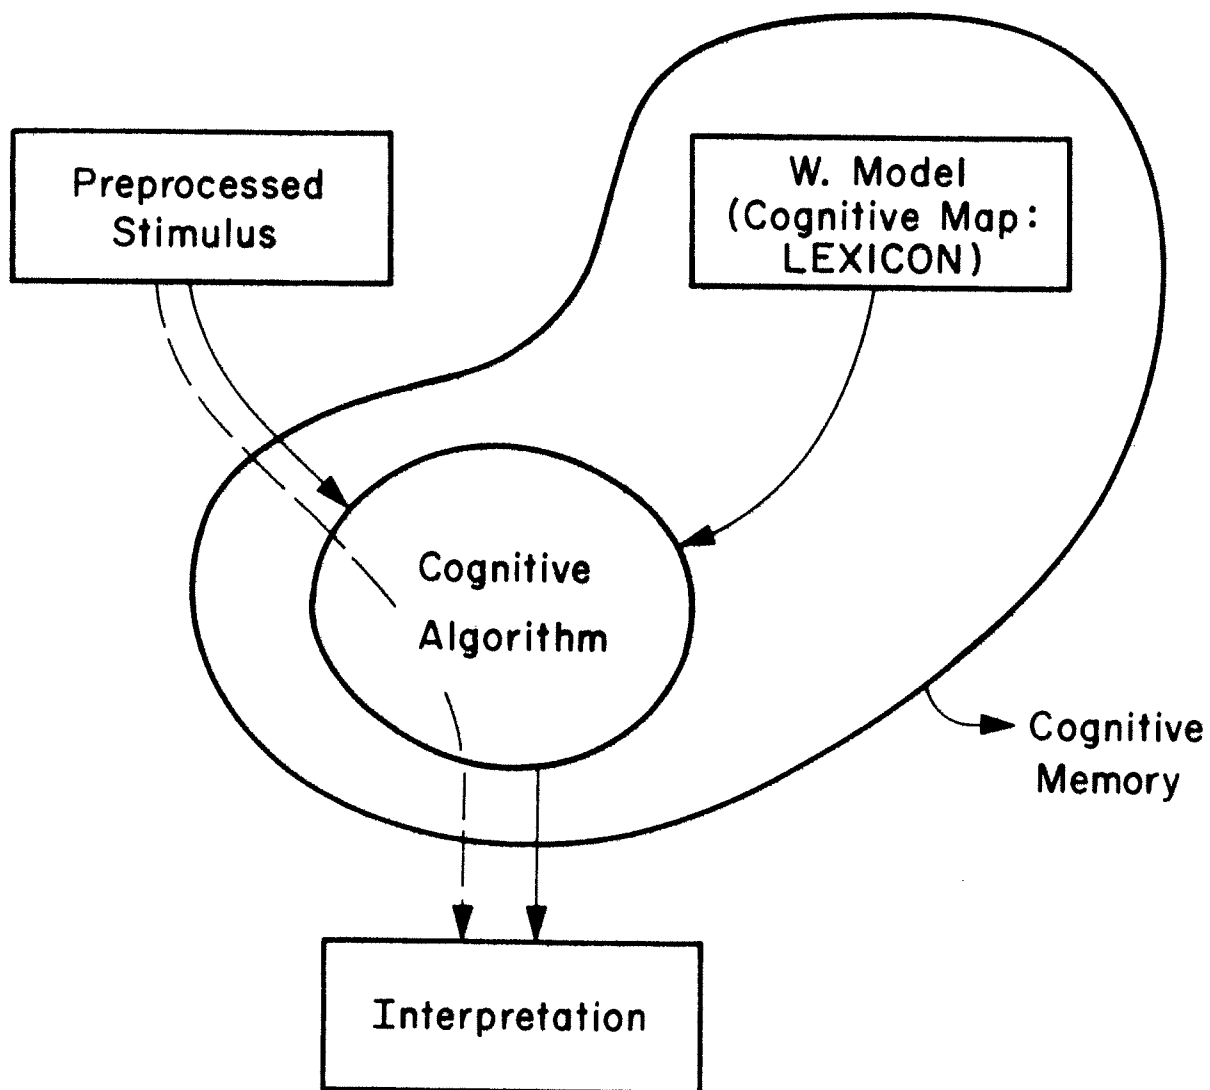 Preprocessed
Stimulus
W. Model
(Cognitive Map:
LEXICON)
Cognitive
Algorithm
Cognitive
Memory
Interpretation